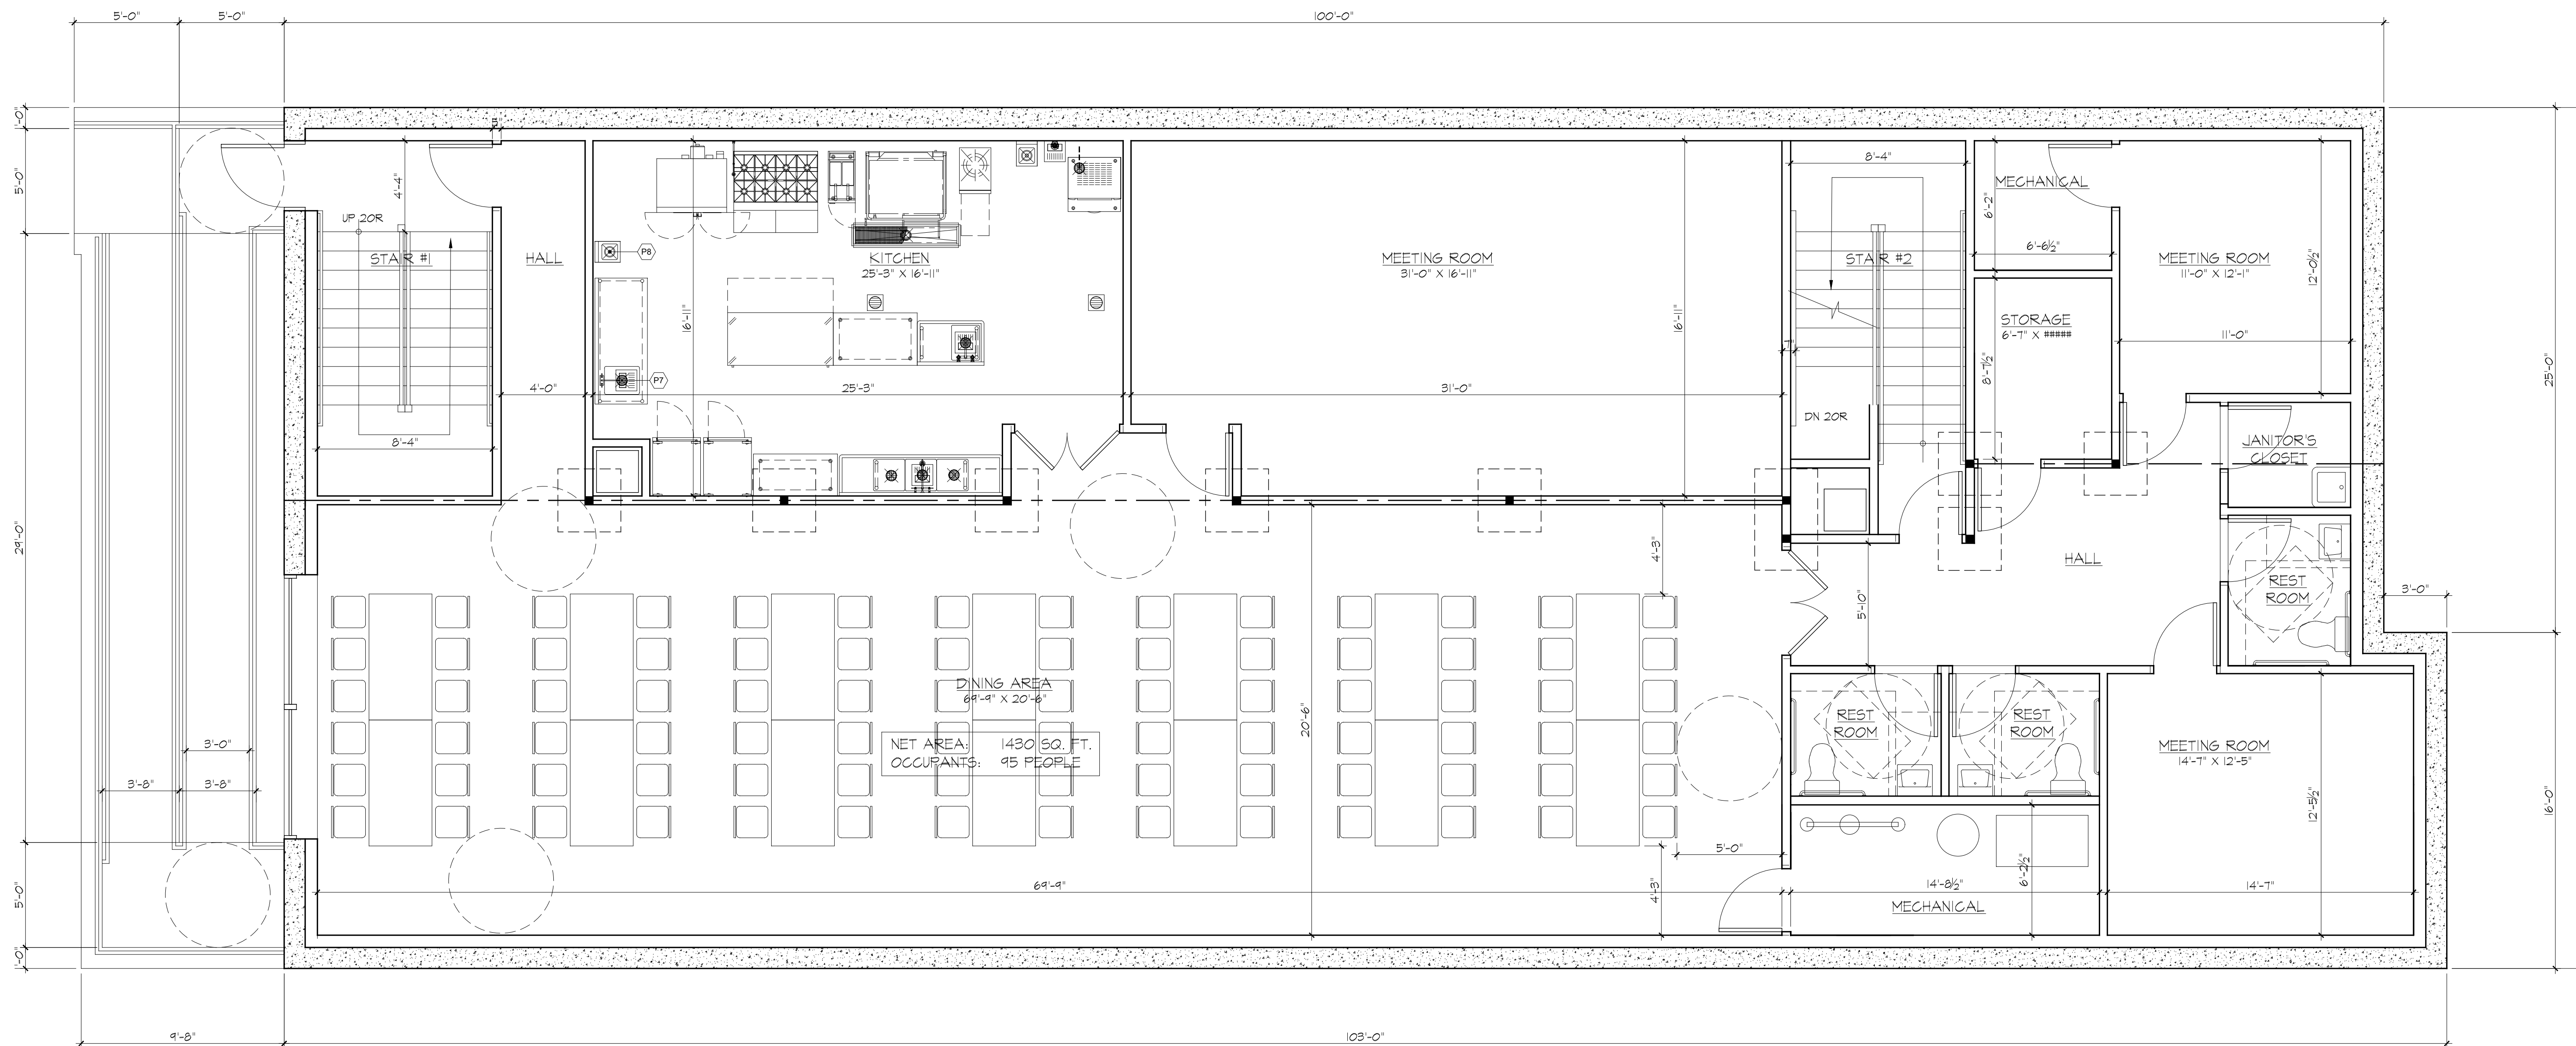 5'-0"
5'-0"
100'-0"
1'-0"
5'-0"
29'-0"
5'-0"
1'-0"
4'-4"
UP 20R
STAIR #1
8'-4"
HALL
4'-0"
P8
P7
KITCHEN
25'-3" X 16'-11"
16'-11"
25'-3"
MEETING ROOM
31'-0" X 16'-11"
16'-11"
31'-0"
8'-4"
STAIR #2
DN 20R
MECHANICAL
6'-2"
6'-6½"
STORAGE
6'-7" X #####
8'-7½"
MEETING ROOM
11'-0" X 12'-1"
12'-0½"
11'-0"
JANITOR'S
CLOSET
25'-0"
HALL
REST
ROOM
3'-0"
4'-3"
5'-10"
DINING AREA
69'-9" X 20'-6"
NET AREA: 1430 SQ. FT.
OCCUPANTS: 95 PEOPLE
20'-6"
REST
ROOM
REST
ROOM
MEETING ROOM
14'-7" X 12'-5"
12'-5½"
16'-0"
3'-0"
3'-8"
3'-8"
5'-0"
4'-3"
69'-9"
14'-8½"
6'-2½"
MECHANICAL
14'-7"
9'-8"
103'-0"